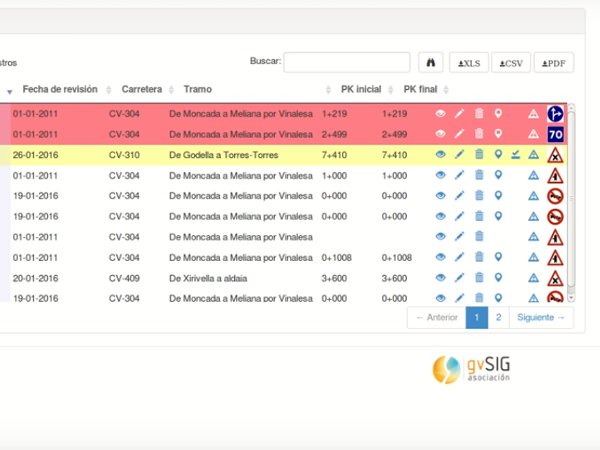 stros
Buscar:
XLS
CSV
PDF
Fecha de revisión Carretera Tramo PK inicial PK final
01-01-2011 CV-304 De Moncada a Meliana por Vinalesa 1+219 1+219
01-01-2011 CV-304 De Moncada a Meliana por Vinalesa 2+499 2+499 70
26-01-2016 CV-310 De Godella a Torres-Torres 7+410 7+410
01-01-2011 CV-304 De Moncada a Meliana por Vinalesa 1+000 1+000
19-01-2016 CV-304 De Moncada a Meliana por Vinalesa 0+000 0+000
19-01-2016 CV-304 De Moncada a Meliana por Vinalesa 0+000 0+000
01-01-2011 CV-304 De Moncada a Meliana por Vinalesa
01-01-2011 CV-304 De Moncada a Meliana por Vinalesa 0+1008 0+1008
20-01-2016 CV-409 De Xirivella a aldaia 3+600 3+600
19-01-2016 CV-304 De Moncada a Meliana por Vinalesa 0+000 0+000
← Anterior 1 2 Siguiente →
gvSIG
asociación